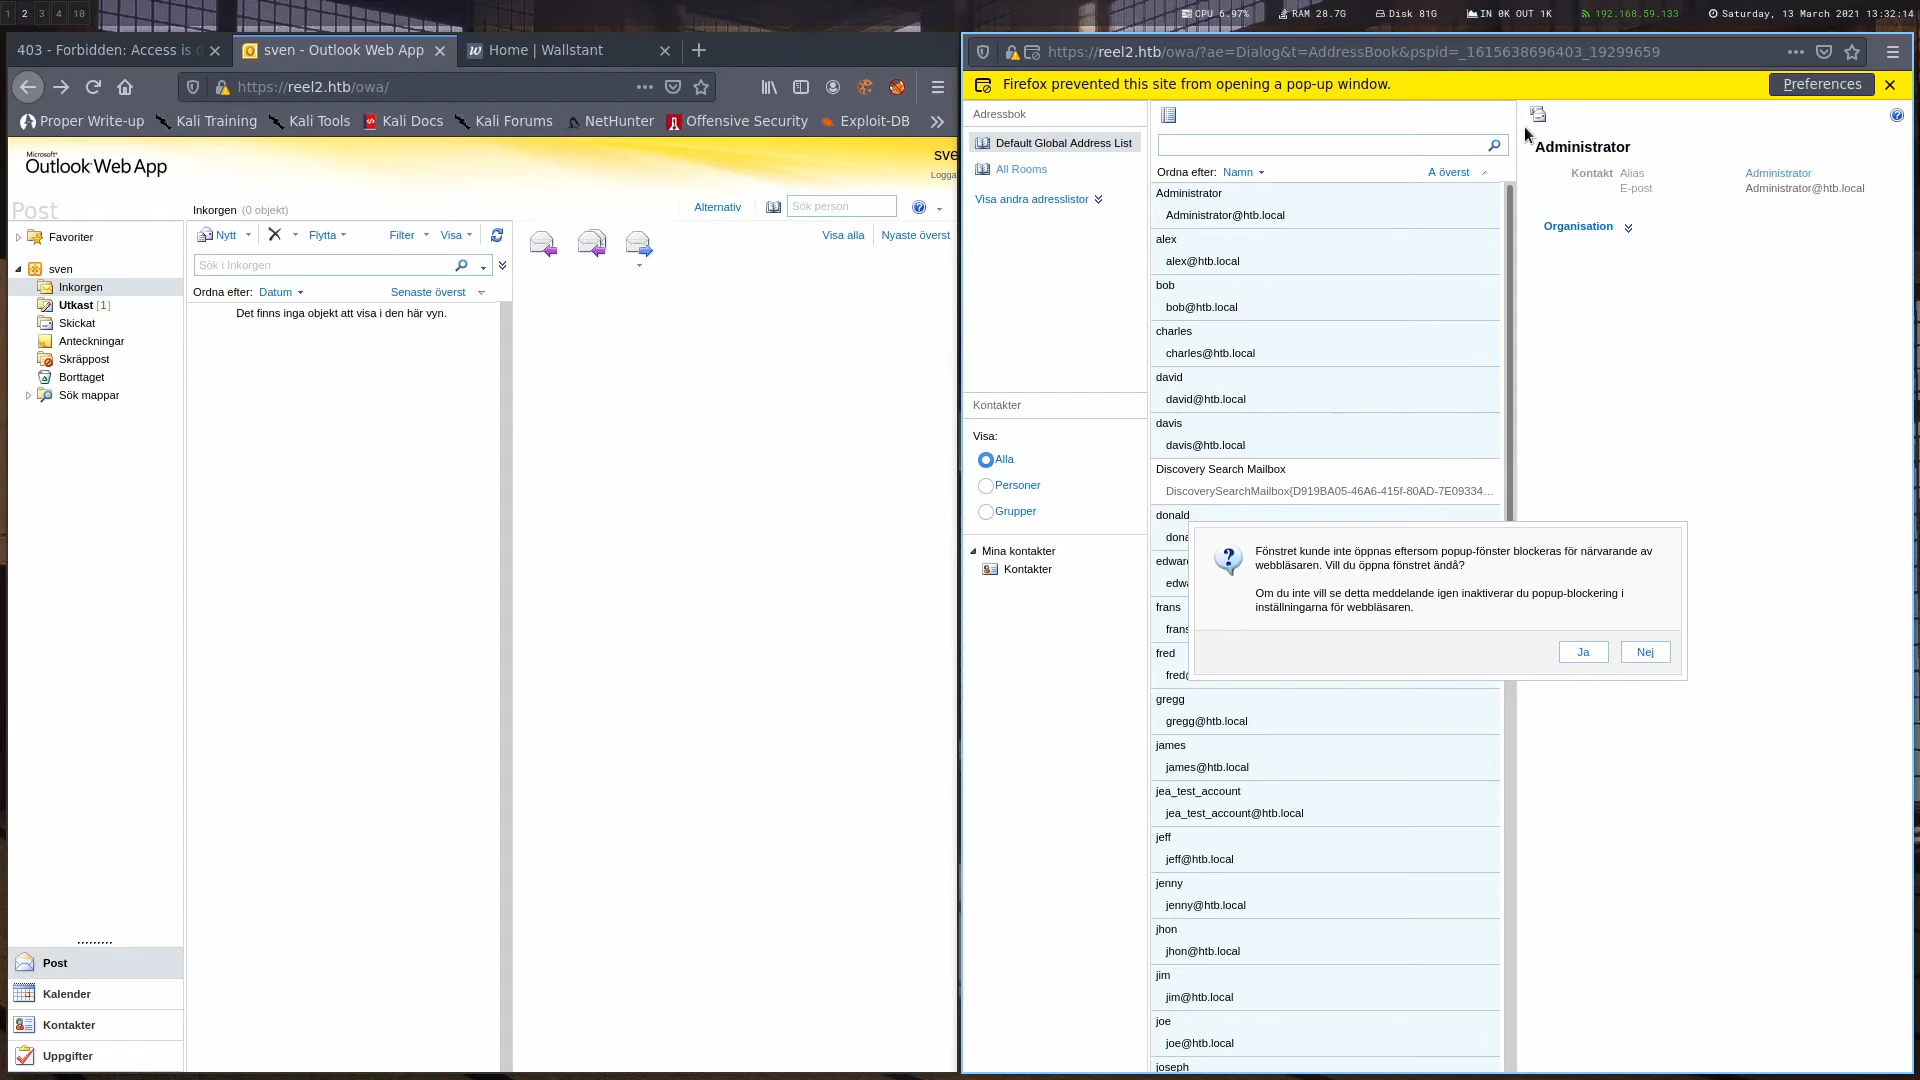 1 2 3 4 10
CPU 6.97% RAM 28.7G Disk 81G IN 0K OUT 1K 192.168.59.133 Saturday, 13 March 2021 13:32:14
403 - Forbidden: Access is d
sven - Outlook Web App
Home | Wallstant
https://reel2.htb/owa/
Proper Write-up Kali Training Kali Tools Kali Docs Kali Forums NetHunter Offensive Security Exploit-DB
Microsoft
Outlook Web App
sve
Logga
Post
Inkorgen (0 objekt)
Alternativ
Sök person
Favoriter
sven
Inkorgen
Utkast [1]
Skickat
Anteckningar
Skräppost
Borttaget
Sök mappar
Nytt Flytta Filter Visa
Sök i Inkorgen
Ordna efter: Datum Senaste överst
Det finns inga objekt att visa i den här vyn.
Visa alla Nyaste överst
Post
Kalender
Kontakter
Uppgifter
https://reel2.htb/owa/?ae=Dialog&t=AddressBook&pspid=_1615638696403_19299659
Firefox prevented this site from opening a pop-up window.
Preferences
Adressbok
Default Global Address List
All Rooms
Visa andra adresslistor
Kontakter
Visa:
Alla
Personer
Grupper
Mina kontakter
Kontakter
Ordna efter: Namn A överst
Administrator
Administrator@htb.local
alex
alex@htb.local
bob
bob@htb.local
charles
charles@htb.local
david
david@htb.local
davis
davis@htb.local
Discovery Search Mailbox
DiscoverySearchMailbox{D919BA05-46A6-415f-80AD-7E09334...
donald
dona
edward
edwa
frans
frans
fred
fred@
gregg
gregg@htb.local
james
james@htb.local
jea_test_account
jea_test_account@htb.local
jeff
jeff@htb.local
jenny
jenny@htb.local
jhon
jhon@htb.local
jim
jim@htb.local
joe
joe@htb.local
joseph
Administrator
Kontakt Alias Administrator
E-post Administrator@htb.local
Organisation
Fönstret kunde inte öppnas eftersom popup-fönster blockeras för närvarande av
webbläsaren. Vill du öppna fönstret ändå?
Om du inte vill se detta meddelande igen inaktiverar du popup-blockering i
inställningarna för webbläsaren.
Ja Nej